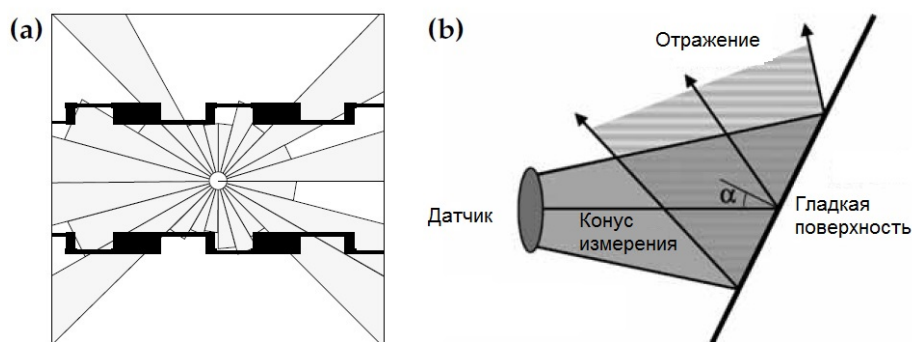 (a)
(b)
Отражение
α
Датчик
Конус
измерения
Гладкая
поверхность